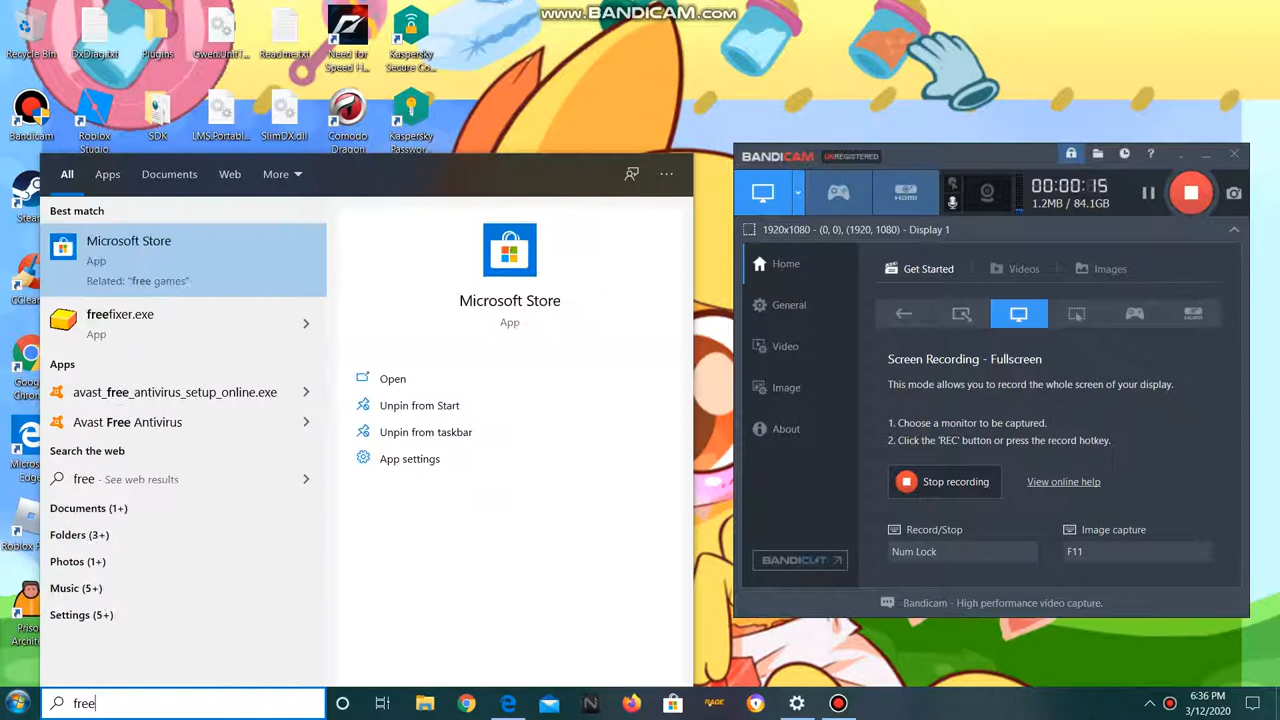 www.BANDICAM.com
Recycle Bin
DxDiag.txt
Plugins
Gwen.UnitT...
Readme.txt
Need for
Speed H...
Kaspersky
Secure Co...
Bandicam
Roblox
Studio
SDK
LMS.Portabl...
SlimDX.dll
Comodo
Dragon
Kaspersky
Passwor...
All
Apps
Documents
Web
More
Best match
Microsoft Store
App
Related: "free games"
freefixer.exe
App
Apps
avast_free_antivirus_setup_online.exe
Avast Free Antivirus
Search the web
free - See web results
Documents (1+)
Folders (3+)
Photos (1+)
Music (5+)
Settings (5+)
free
Microsoft Store
App
Open
Unpin from Start
Unpin from taskbar
App settings
BANDICAM UNREGISTERED
00:00:15
1.2MB / 84.1GB
1920x1080 - (0, 0), (1920, 1080) - Display 1
Home
General
Video
Image
About
BANDICUT
Get Started
Videos
Images
Screen Recording - Fullscreen
This mode allows you to record the whole screen of your display.
1. Choose a monitor to be captured.
2. Click the 'REC' button or press the record hotkey.
Stop recording
View online help
Record/Stop
Image capture
Num Lock
F11
Bandicam - High performance video capture.
RAGE
6:36 PM
3/12/2020